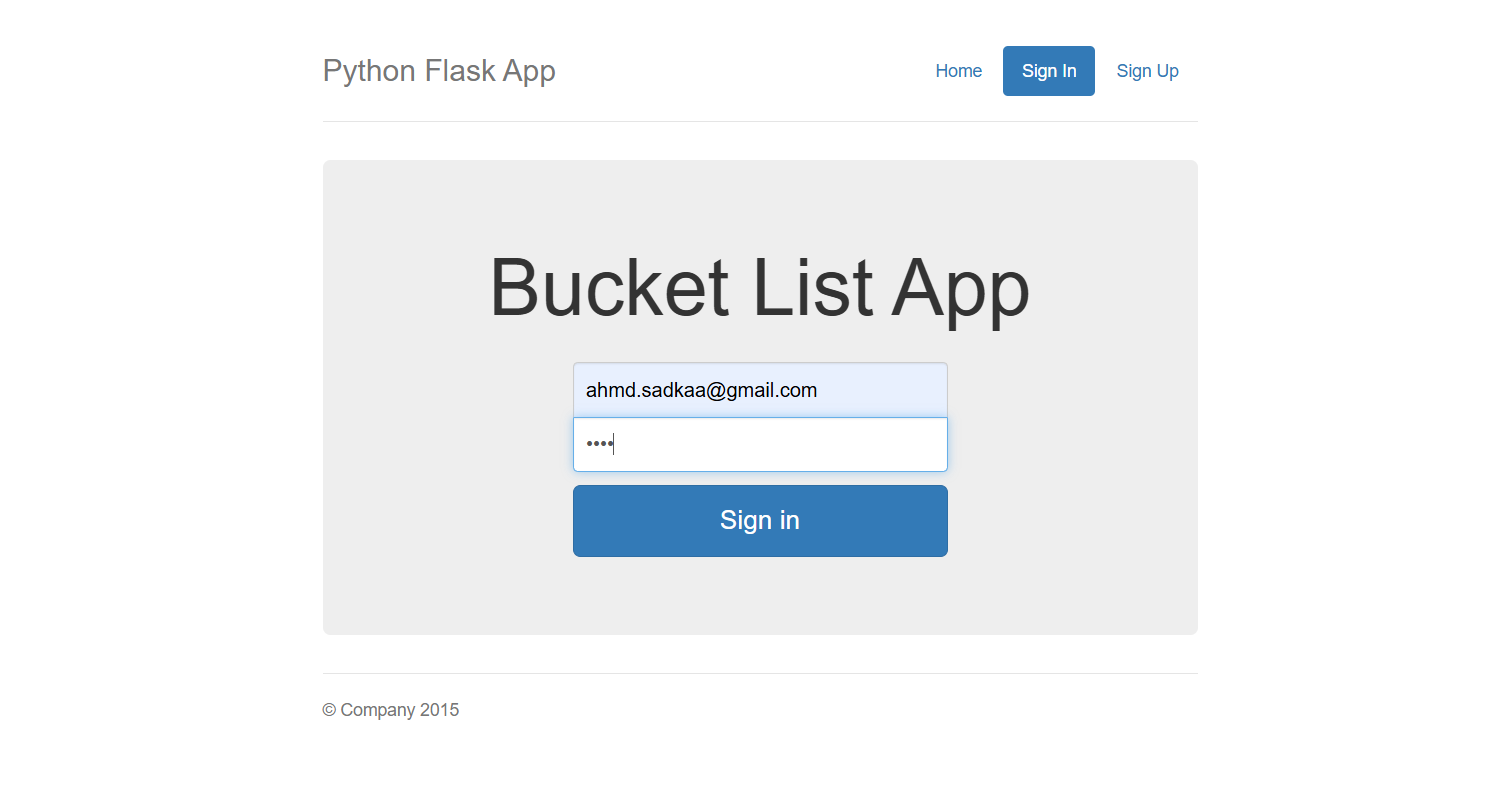 Python Flask App
Home
Sign In
Sign Up
Bucket List App
ahmd.sadkaa@gmail.com
••••
Sign in
© Company 2015